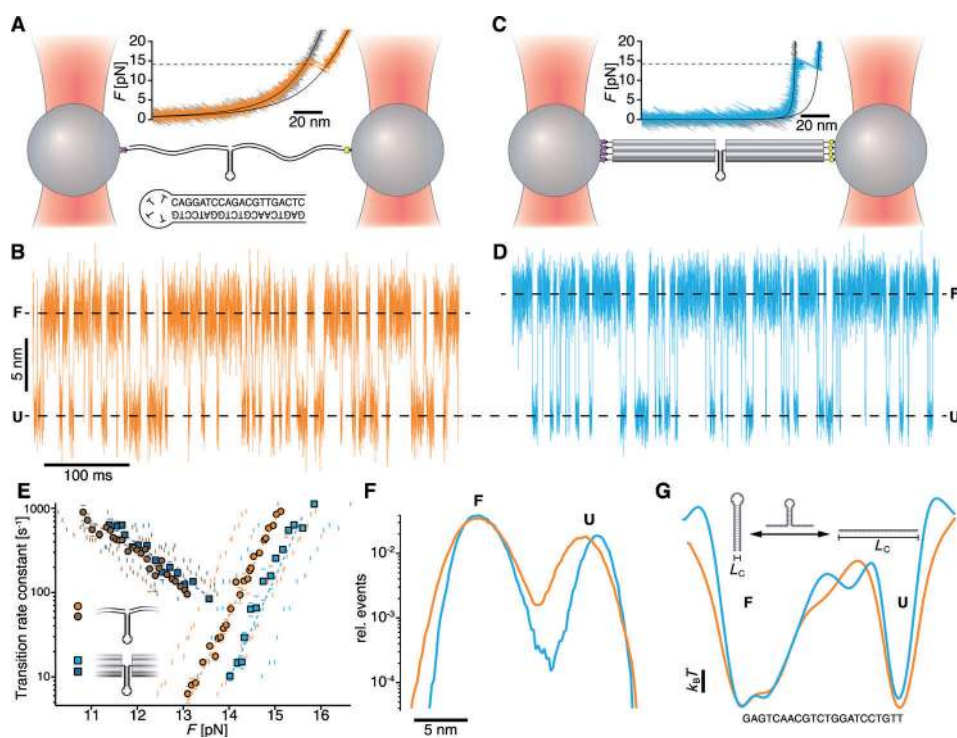 A
F [pN]
15
10
5
0
20 nm
CAGGATCCAGACGTTGACTC
GAGTCAACGTCTGGATCCTG
T T T T
C
F [pN]
15
10
5
0
20 nm
B
F
5 nm
U
100 ms
D
F
U
E
Transition rate constant [s⁻¹]
1000
100
10
11 12 13 14 15 16
F [pN]
F
rel. events
10⁻²
10⁻³
10⁻⁴
F
U
5 nm
G
L_C
L_C
F
U
k_BT
GAGTCAACGTCTGGATCCTGTT